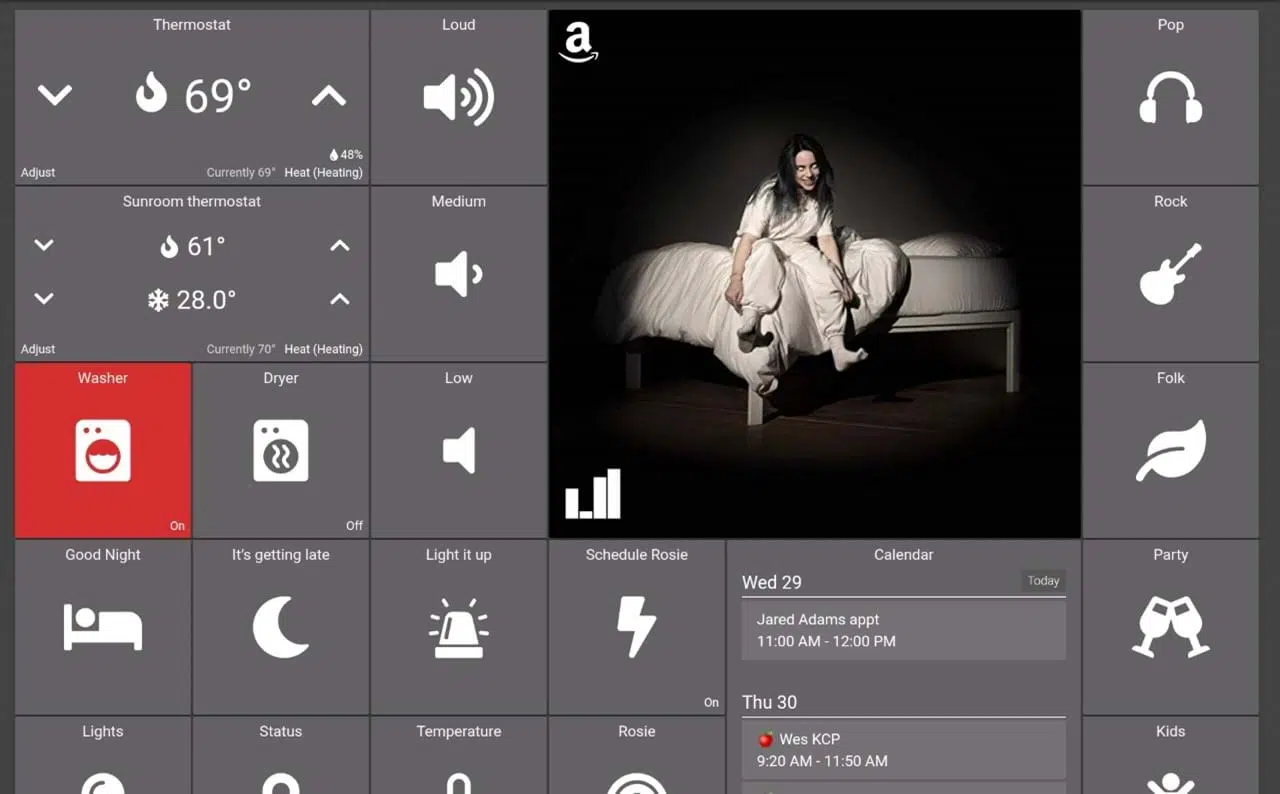 Thermostat
69°
48%
Adjust
Currently 69°
Heat (Heating)
Loud
Pop
Sunroom thermostat
61°
28.0°
Adjust
Currently 70°
Heat (Heating)
Medium
Rock
Washer
On
Dryer
Off
Low
Folk
a
Good Night
It's getting late
Light it up
Schedule Rosie
On
Calendar
Wed 29
Today
Jared Adams appt
11:00 AM - 12:00 PM
Thu 30
Wes KCP
9:20 AM - 11:50 AM
Party
Lights
Status
Temperature
Rosie
Kids